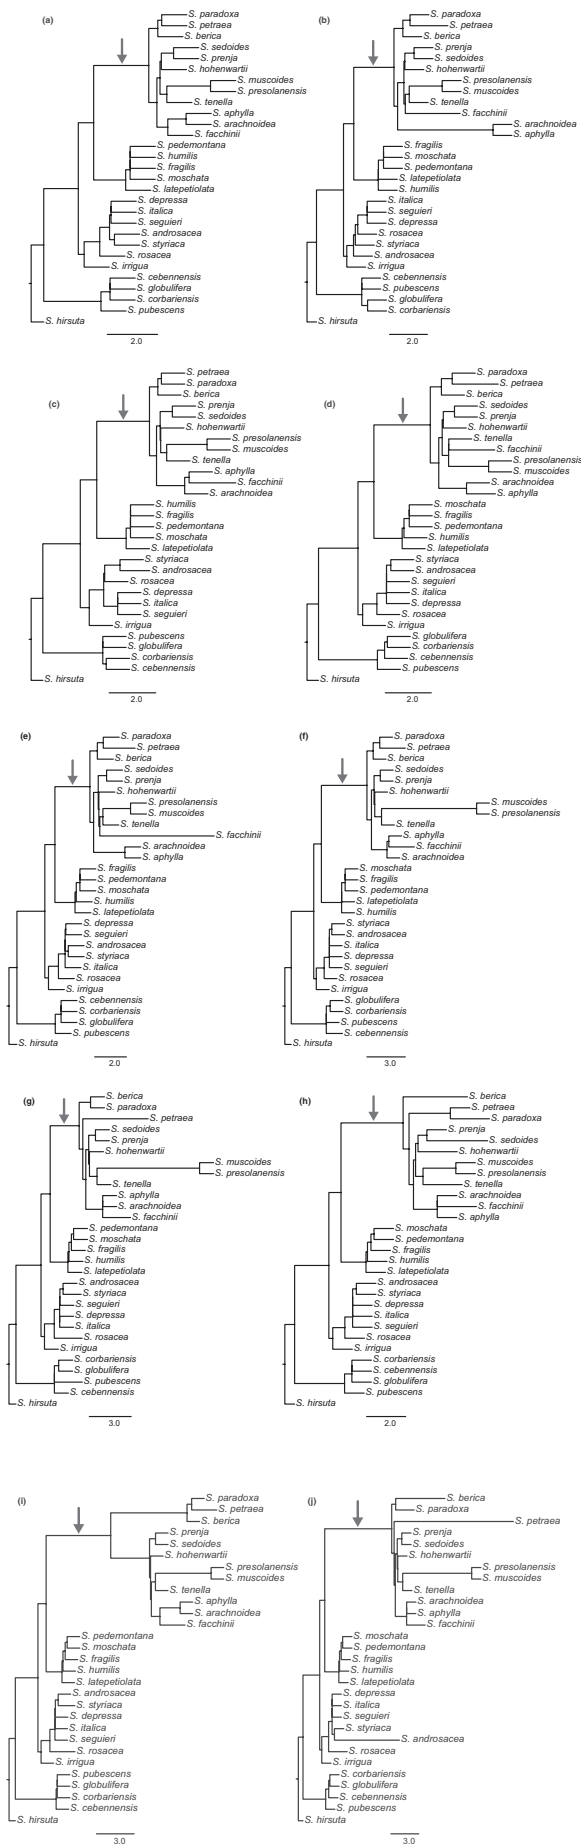 (a)
S. paradoxa
S. petraea
S. berica
S. sedoides
S. prenja
S. hohenwartii
S. muscoides
S. presolanensis
S. tenella
S. aphylla
S. arachnoidea
S. facchinii
S. pedemontana
S. humilis
S. fragilis
S. moschata
S. latepetiolata
S. depressa
S. italica
S. seguieri
S. androsacea
S. styriaca
S. rosacea
S. irrigua
S. cebennensis
S. globulifera
S. corbariensis
S. pubescens
S. hirsuta
2.0
(b)
S. paradoxa
S. petraea
S. berica
S. prenja
S. sedoides
S. hohenwartii
S. presolanensis
S. muscoides
S. tenella
S. facchinii
S. arachnoidea
S. aphylla
S. fragilis
S. moschata
S. pedemontana
S. latepetiolata
S. humilis
S. italica
S. seguieri
S. depressa
S. rosacea
S. styriaca
S. androsacea
S. irrigua
S. cebennensis
S. pubescens
S. globulifera
S. corbariensis
S. hirsuta
2.0
(c)
S. petraea
S. paradoxa
S. berica
S. prenja
S. sedoides
S. hohenwartii
S. presolanensis
S. muscoides
S. tenella
S. aphylla
S. facchinii
S. arachnoidea
S. humilis
S. fragilis
S. pedemontana
S. moschata
S. latepetiolata
S. styriaca
S. androsacea
S. rosacea
S. depressa
S. italica
S. seguieri
S. irrigua
S. pubescens
S. globulifera
S. corbariensis
S. cebennensis
S. hirsuta
2.0
(d)
S. paradoxa
S. petraea
S. berica
S. sedoides
S. prenja
S. hohenwartii
S. tenella
S. facchinii
S. presolanensis
S. muscoides
S. arachnoidea
S. aphylla
S. moschata
S. fragilis
S. pedemontana
S. humilis
S. latepetiolata
S. styriaca
S. androsacea
S. seguieri
S. italica
S. depressa
S. rosacea
S. irrigua
S. globulifera
S. corbariensis
S. cebennensis
S. pubescens
S. hirsuta
2.0
(e)
S. paradoxa
S. petraea
S. berica
S. sedoides
S. prenja
S. hohenwartii
S. presolanensis
S. muscoides
S. tenella
S. facchinii
S. arachnoidea
S. aphylla
S. fragilis
S. pedemontana
S. moschata
S. humilis
S. latepetiolata
S. depressa
S. seguieri
S. androsacea
S. styriaca
S. italica
S. rosacea
S. irrigua
S. cebennensis
S. corbariensis
S. globulifera
S. pubescens
S. hirsuta
2.0
(f)
S. paradoxa
S. petraea
S. berica
S. sedoides
S. prenja
S. hohenwartii
S. muscoides
S. presolanensis
S. tenella
S. aphylla
S. facchinii
S. arachnoidea
S. moschata
S. fragilis
S. pedemontana
S. latepetiolata
S. humilis
S. styriaca
S. androsacea
S. italica
S. depressa
S. seguieri
S. rosacea
S. irrigua
S. globulifera
S. corbariensis
S. pubescens
S. cebennensis
S. hirsuta
3.0
(g)
S. berica
S. paradoxa
S. petraea
S. sedoides
S. prenja
S. hohenwartii
S. muscoides
S. presolanensis
S. tenella
S. aphylla
S. arachnoidea
S. facchinii
S. pedemontana
S. moschata
S. fragilis
S. humilis
S. latepetiolata
S. androsacea
S. styriaca
S. seguieri
S. depressa
S. italica
S. rosacea
S. irrigua
S. corbariensis
S. globulifera
S. pubescens
S. cebennensis
S. hirsuta
3.0
(h)
S. berica
S. petraea
S. paradoxa
S. prenja
S. sedoides
S. hohenwartii
S. muscoides
S. presolanensis
S. tenella
S. arachnoidea
S. facchinii
S. aphylla
S. moschata
S. pedemontana
S. fragilis
S. humilis
S. latepetiolata
S. androsacea
S. styriaca
S. depressa
S. italica
S. seguieri
S. rosacea
S. irrigua
S. corbariensis
S. cebennensis
S. globulifera
S. pubescens
S. hirsuta
2.0
(i)
S. paradoxa
S. petraea
S. berica
S. prenja
S. sedoides
S. hohenwartii
S. presolanensis
S. muscoides
S. tenella
S. aphylla
S. arachnoidea
S. facchinii
S. pedemontana
S. moschata
S. fragilis
S. humilis
S. latepetiolata
S. androsacea
S. styriaca
S. depressa
S. italica
S. seguieri
S. rosacea
S. irrigua
S. pubescens
S. globulifera
S. corbariensis
S. cebennensis
S. hirsuta
3.0
(j)
S. berica
S. paradoxa
S. petraea
S. prenja
S. sedoides
S. hohenwartii
S. presolanensis
S. muscoides
S. tenella
S. arachnoidea
S. aphylla
S. facchinii
S. moschata
S. pedemontana
S. fragilis
S. humilis
S. latepetiolata
S. depressa
S. italica
S. seguieri
S. styriaca
S. androsacea
S. rosacea
S. irrigua
S. corbariensis
S. globulifera
S. cebennensis
S. pubescens
S. hirsuta
3.0